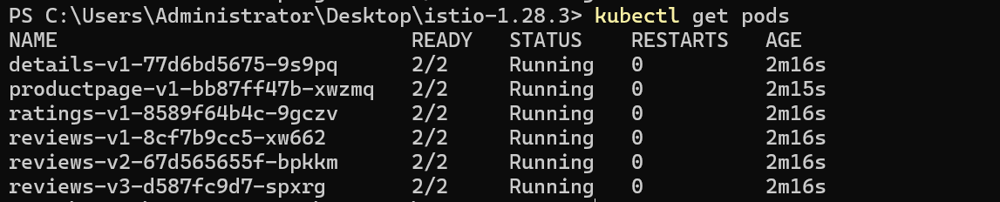 PS C:\Users\Administrator\Desktop\istio-1.28.3> kubectl get pods
NAME READY STATUS RESTARTS AGE
details-v1-77d6bd5675-9s9pq 2/2 Running 0 2m16s
productpage-v1-bb87ff47b-xwzmq 2/2 Running 0 2m15s
ratings-v1-8589f64b4c-9gczv 2/2 Running 0 2m16s
reviews-v1-8cf7b9cc5-xw662 2/2 Running 0 2m16s
reviews-v2-67d565655f-bpkkm 2/2 Running 0 2m16s
reviews-v3-d587fc9d7-spxrg 2/2 Running 0 2m16s